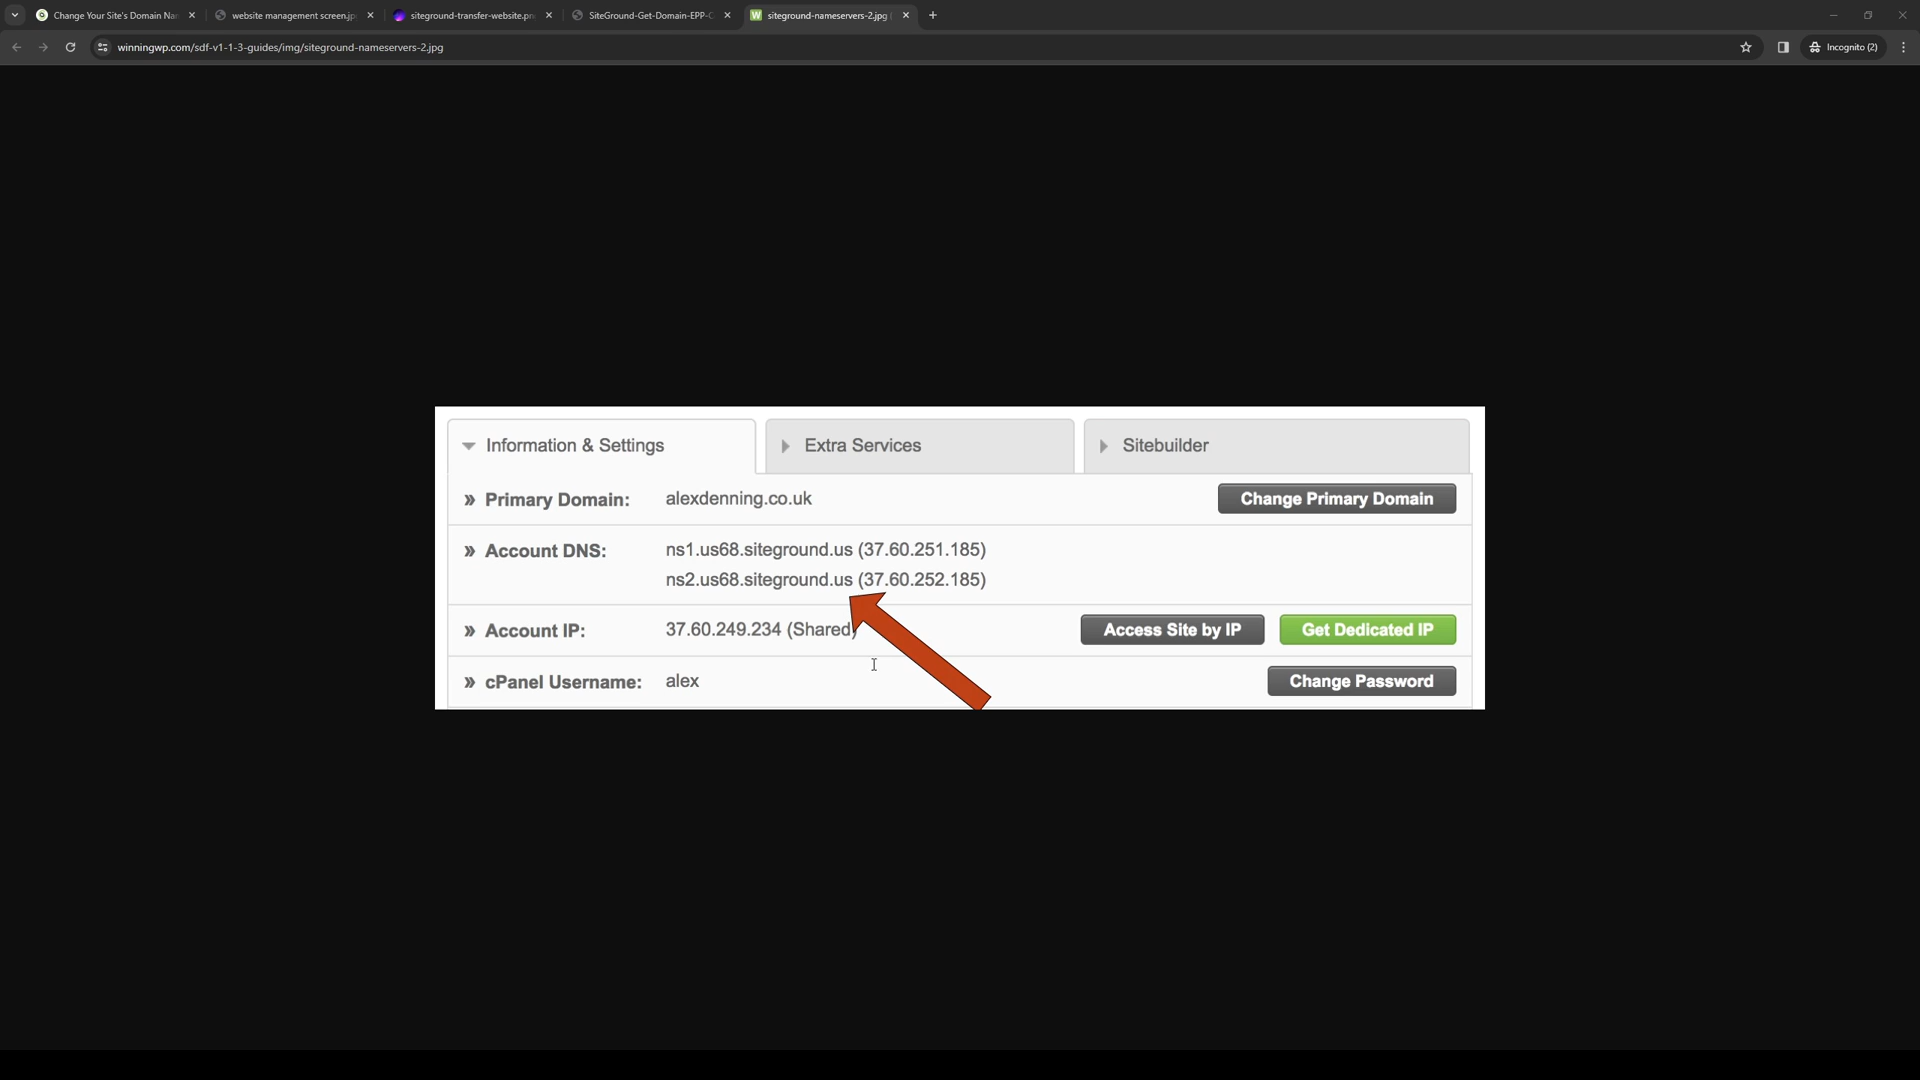 Change Your Site's Domain Na
website management screen.jp
siteground-transfer-website.pn
SiteGround-Get-Domain-EPP-C
siteground-nameservers-2.jpg
winningwp.com/sdf-v1-1-3-guides/img/siteground-nameservers-2.jpg
Incognito (2)
Information & Settings
Extra Services
Sitebuilder
» Primary Domain: alexdenning.co.uk Change Primary Domain
» Account DNS: ns1.us68.siteground.us (37.60.251.185)
ns2.us68.siteground.us (37.60.252.185)
» Account IP: 37.60.249.234 (Shared) Access Site by IP Get Dedicated IP
» cPanel Username: alex Change Password